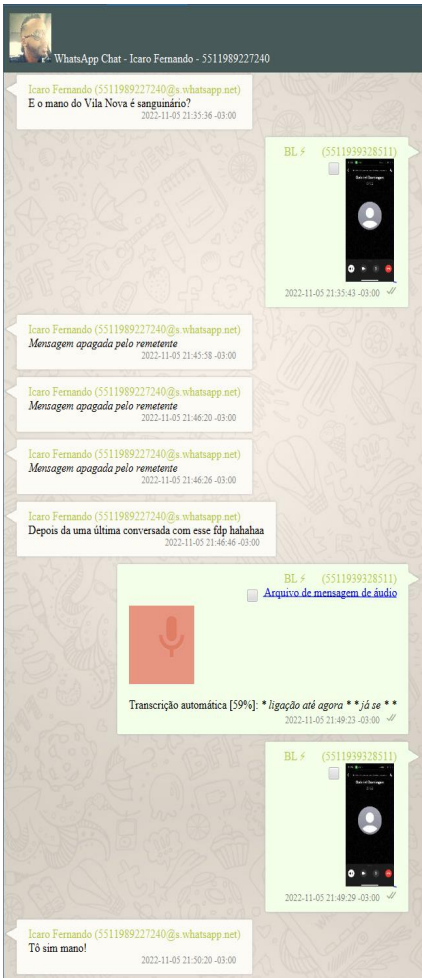 WhatsApp Chat - Icaro Fernando - 5511989227240
Icaro Fernando (5511989227240@s.whatsapp.net)
E o mano do Vila Nova é sanguinário?
2022-11-05 21:35:36 -03:00
BL⚡ (5511939328511)
2022-11-05 21:35:43 -03:00
Icaro Fernando (5511989227240@s.whatsapp.net)
Mensagem apagada pelo remetente
2022-11-05 21:45:58 -03:00
Icaro Fernando (5511989227240@s.whatsapp.net)
Mensagem apagada pelo remetente
2022-11-05 21:46:20 -03:00
Icaro Fernando (5511989227240@s.whatsapp.net)
Mensagem apagada pelo remetente
2022-11-05 21:46:26 -03:00
Icaro Fernando (5511989227240@s.whatsapp.net)
Depois da uma última conversada com esse fdp hahahaa
2022-11-05 21:46:46 -03:00
BL⚡ (5511939328511)
Arquivo de mensagem de áudio
Transcrição automática [59%]: * ligação até agora * * já se * *
2022-11-05 21:49:23 -03:00
BL⚡ (5511939328511)
2022-11-05 21:49:29 -03:00
Icaro Fernando (5511989227240@s.whatsapp.net)
Tô sim mano!
2022-11-05 21:50:20 -03:00